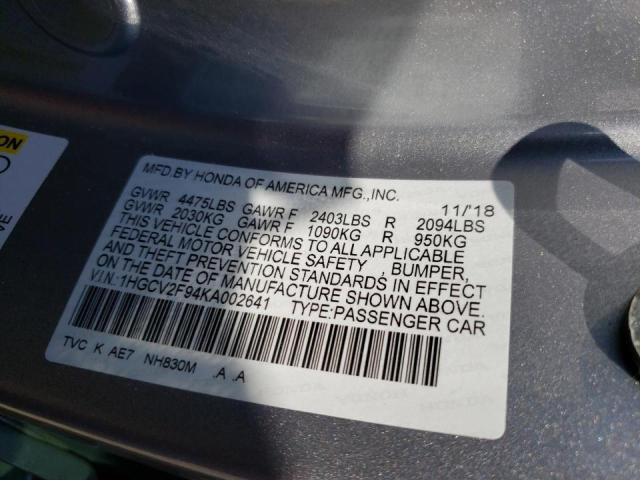 ON
MFD.BY HONDA OF AMERICA MFG.,INC. 11/'18
GVWR 4475LBS GAWR F 2403LBS R 2094LBS
GVWR 2030KG GAWR F 1090KG R 950KG
THIS VEHICLE CONFORMS TO ALL APPLICABLE
FEDERAL MOTOR VEHICLE SAFETY , BUMPER,
AND THEFT PREVENTION STANDARDS IN EFFECT
ON THE DATE OF MANUFACTURE SHOWN ABOVE.
V.I.N.:1HGCV2F94KA002641 TYPE:PASSENGER CAR
TVC K AE7 NH830M .A .A